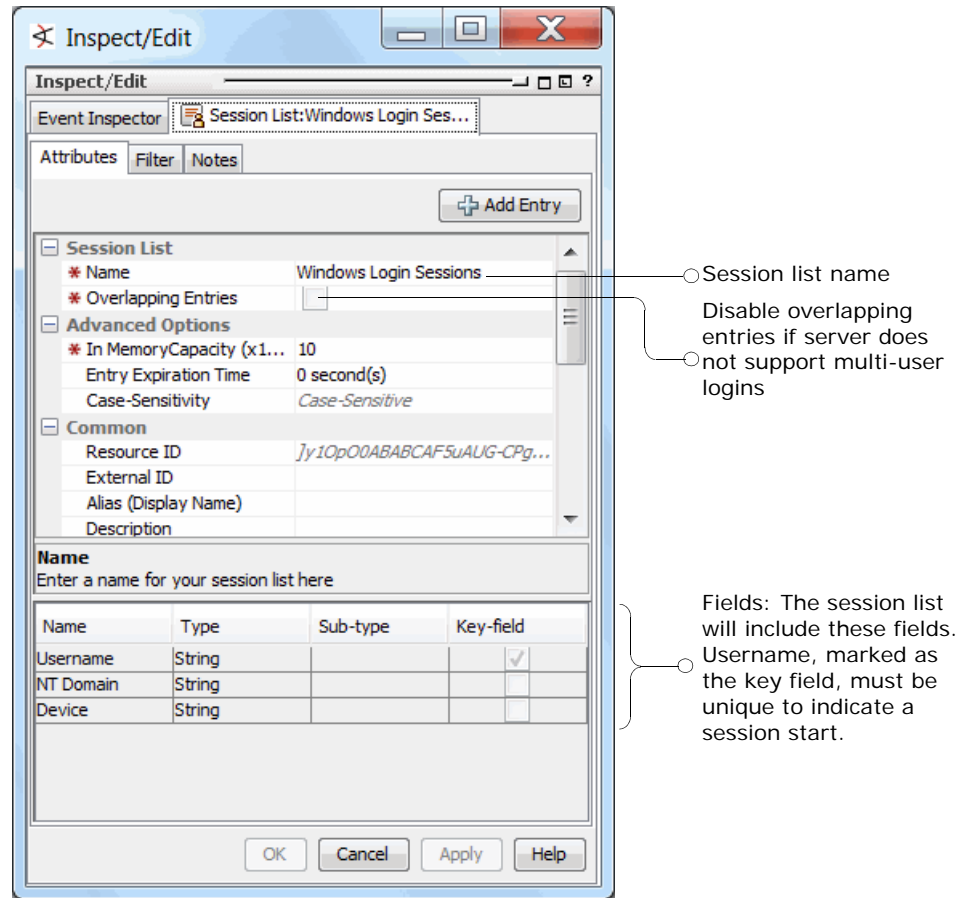 Inspect/Edit
Inspect/Edit
?
Event Inspector
Session List:Windows Login Ses...
Attributes
Filter
Notes
Add Entry
Session List
* Name Windows Login Sessions
* Overlapping Entries
Advanced Options
* In MemoryCapacity (x1... 10
Entry Expiration Time 0 second(s)
Case-Sensitivity Case-Sensitive
Common
Resource ID ]y1OpO0ABABCAF5uAUG-CPg...
External ID
Alias (Display Name)
Description
Name
Enter a name for your session list here
Name Type Sub-type Key-field
Username String
NT Domain String
Device String
OK Cancel Apply Help
Session list name
Disable overlapping
entries if server does
not support multi-user
logins
Fields: The session list
will include these fields.
Username, marked as
the key field, must be
unique to indicate a
session start.